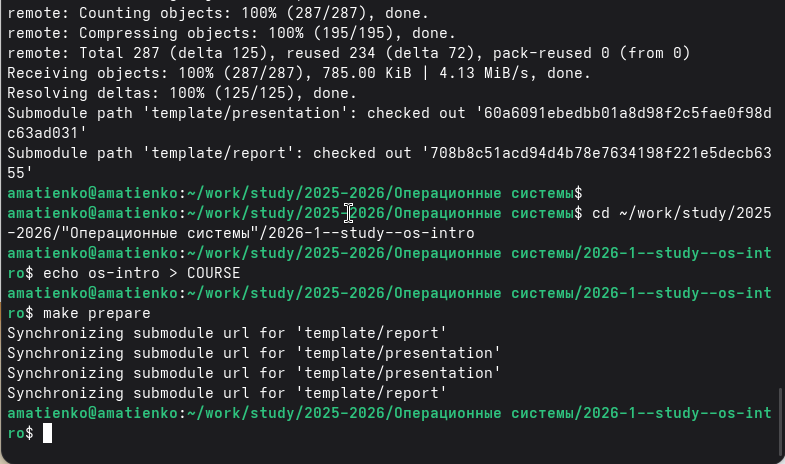 remote: Counting objects: 100% (287/287), done.
remote: Compressing objects: 100% (195/195), done.
remote: Total 287 (delta 125), reused 234 (delta 72), pack-reused 0 (from 0)
Receiving objects: 100% (287/287), 785.00 KiB | 4.13 MiB/s, done.
Resolving deltas: 100% (125/125), done.
Submodule path 'template/presentation': checked out '60a6091ebedbb01a8d98f2c5fae0f98d
c63ad031'
Submodule path 'template/report': checked out '708b8c51acd94d4b78e7634198f221e5decb63
55'
amatienko@amatienko:~/work/study/2025-2026/Операционные системы$
amatienko@amatienko:~/work/study/2025-2026/Операционные системы$ cd ~/work/study/2025
-2026/"Операционные системы"/2026-1--study--os-intro
amatienko@amatienko:~/work/study/2025-2026/Операционные системы/2026-1--study--os-int
ro$ echo os-intro > COURSE
amatienko@amatienko:~/work/study/2025-2026/Операционные системы/2026-1--study--os-int
ro$ make prepare
Synchronizing submodule url for 'template/report'
Synchronizing submodule url for 'template/presentation'
Synchronizing submodule url for 'template/presentation'
Synchronizing submodule url for 'template/report'
amatienko@amatienko:~/work/study/2025-2026/Операционные системы/2026-1--study--os-int
ro$